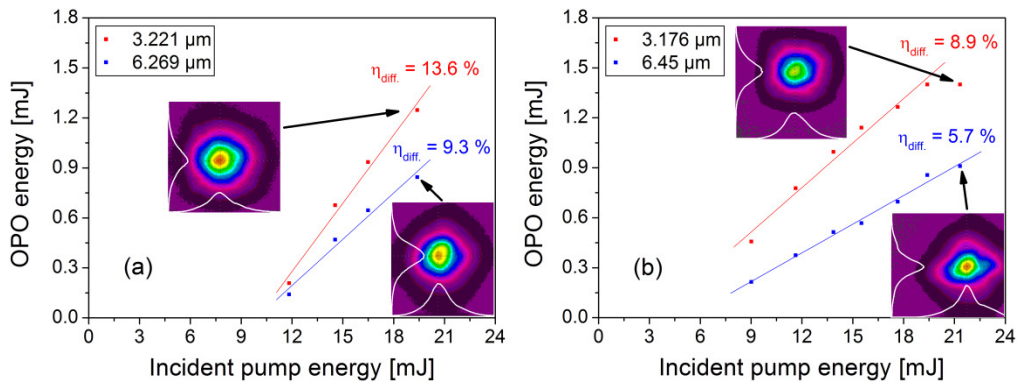 3.221 µm
6.269 µm
η diff. = 13.6 %
η diff. = 9.3 %
(a)
OPO energy [mJ]
1.8
1.5
1.2
0.9
0.6
0.3
0.0
0 3 6 9 12 15 18 21 24
Incident pump energy [mJ]
3.176 µm
6.45 µm
η diff. = 8.9 %
η diff. = 5.7 %
(b)
OPO energy [mJ]
1.8
1.5
1.2
0.9
0.6
0.3
0.0
0 3 6 9 12 15 18 21 24
Incident pump energy [mJ]